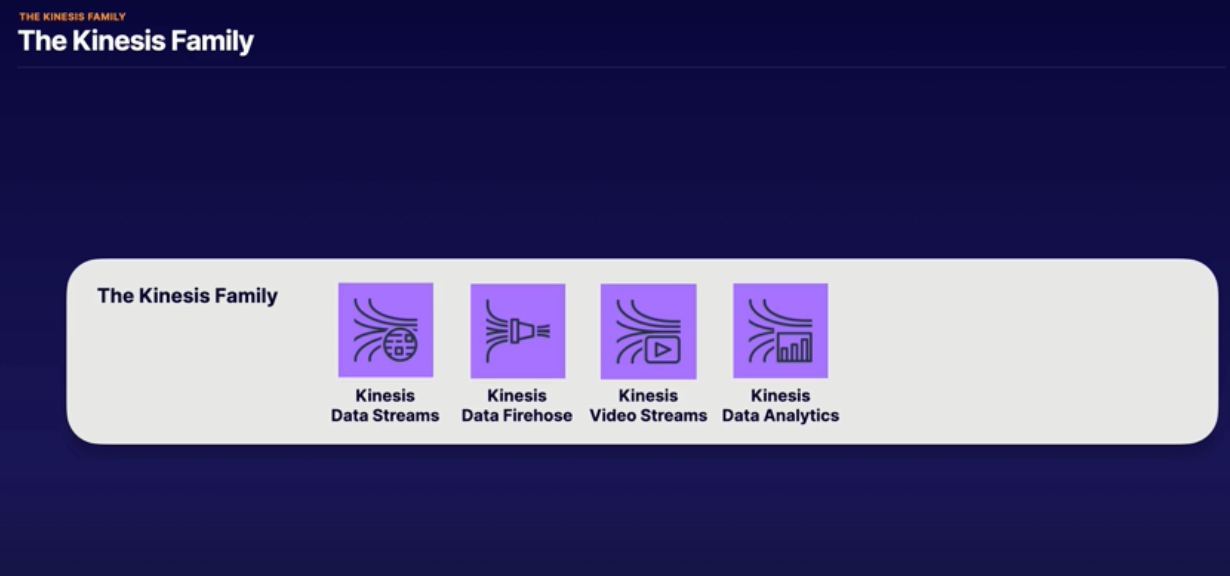 THE KINESIS FAMILY
The Kinesis Family
The Kinesis Family
Kinesis
Data Streams
Kinesis
Data Firehose
Kinesis
Video Streams
Kinesis
Data Analytics